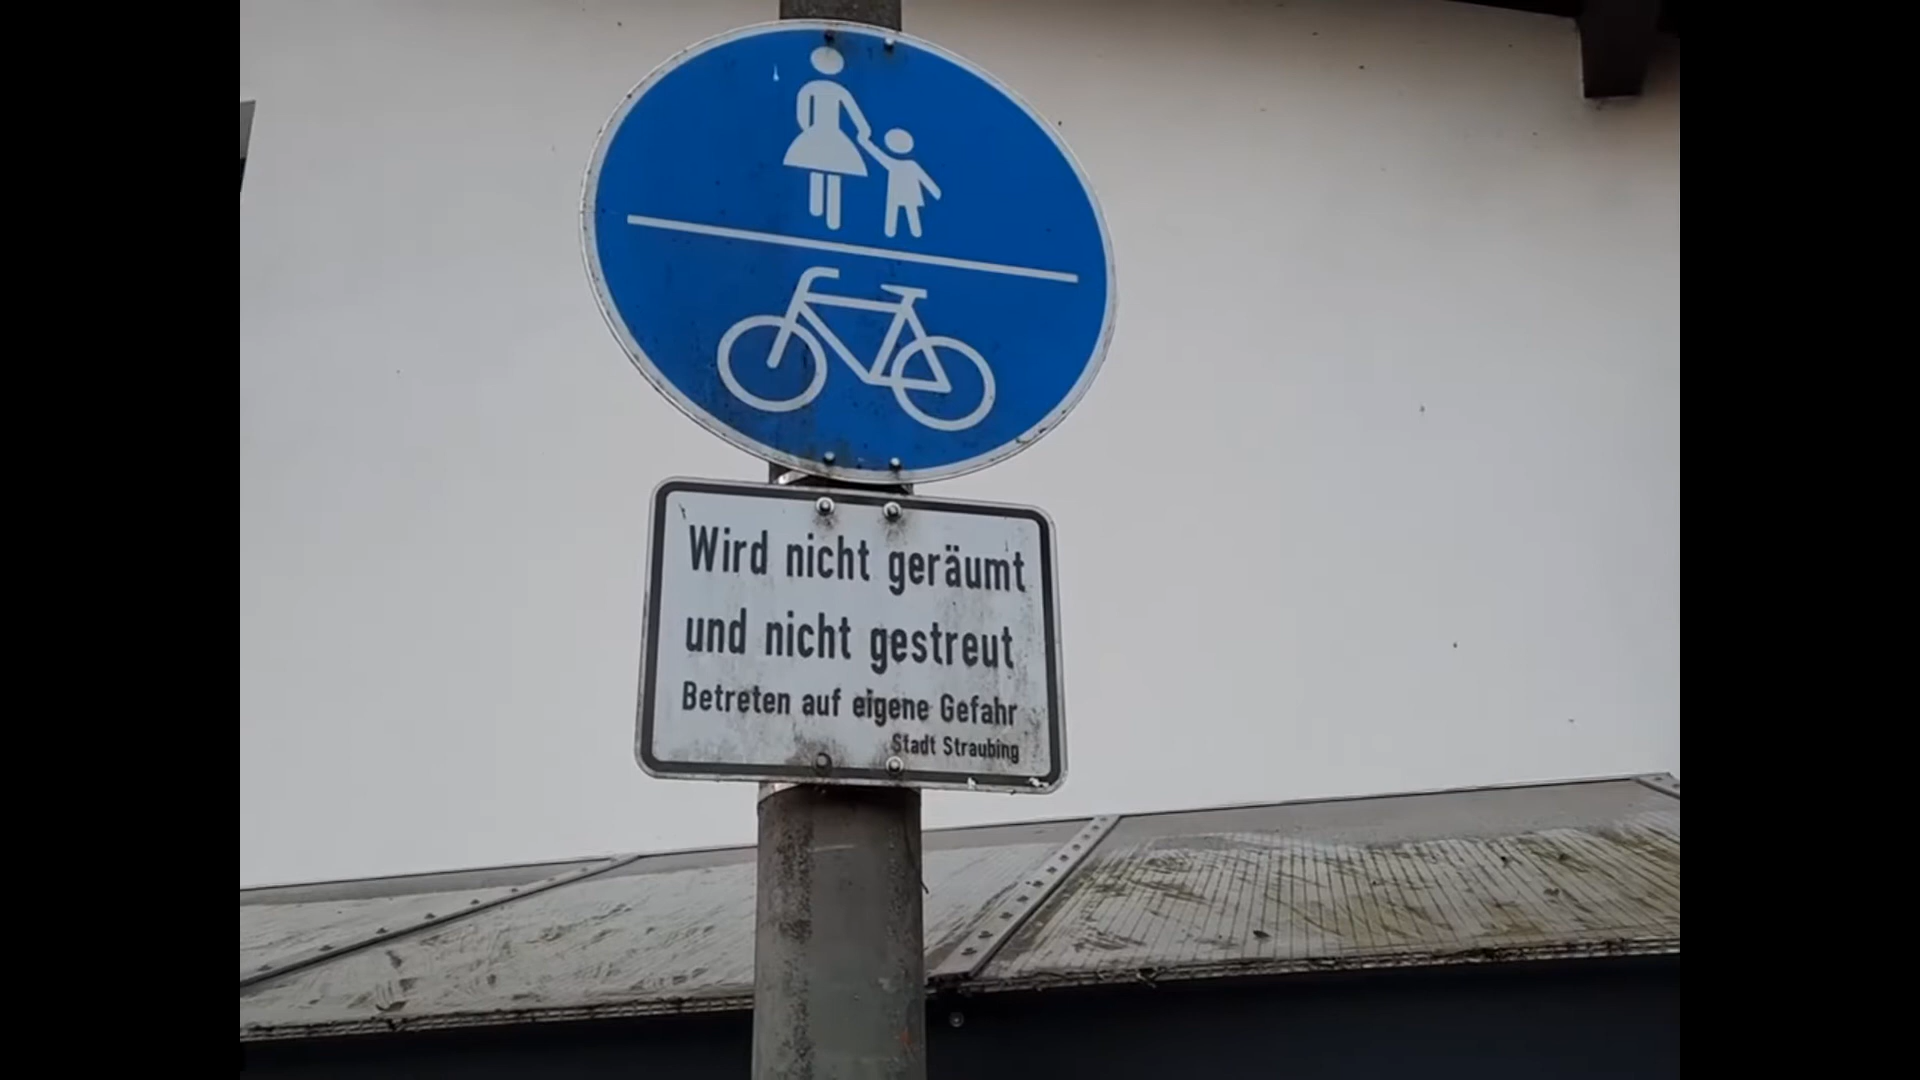 Wird nicht geräumt
und nicht gestreut
Betreten auf eigene Gefahr
Stadt Straubing